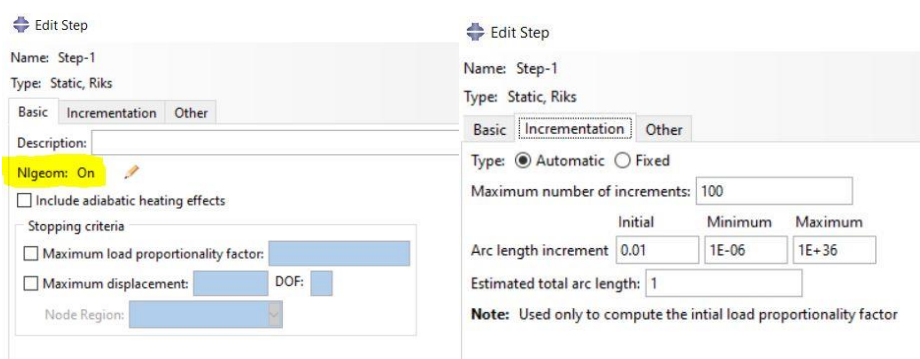 Edit Step
Name: Step-1
Type: Static, Riks
Basic Incrementation Other
Description:
Nlgeom: On
Include adiabatic heating effects
Stopping criteria
Maximum load proportionality factor:
Maximum displacement: DOF:
Node Region:
Edit Step
Name: Step-1
Type: Static, Riks
Basic Incrementation Other
Type: Automatic Fixed
Maximum number of increments: 100
Initial Minimum Maximum
Arc length increment 0.01 1E-06 1E+36
Estimated total arc length: 1
Note: Used only to compute the intial load proportionality factor